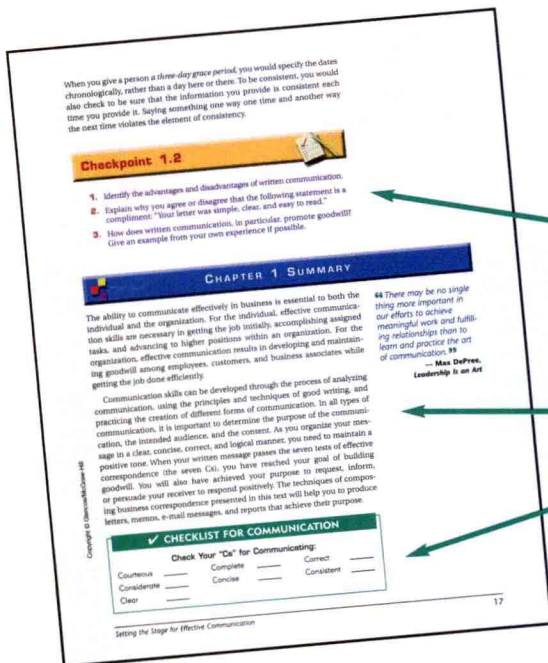 When you give a person a three-day grace period, you would specify the dates
chronologically, rather than a day here or there. To be consistent, you would
also check to be sure that the information you provide is consistent each
time you provide it. Saying something one way one time and another way
the next time violates the element of consistency.
Checkpoint 1.2
1. Identify the advantages and disadvantages of written communication.
2. Explain why you agree or disagree that the following statement is a
compliment: "Your letter was simple, clear, and easy to read."
3. How does written communication, in particular, promote goodwill?
Give an example from your own experience if possible.
CHAPTER 1 SUMMARY
The ability to communicate effectively in business is essential to both the
individual and the organization. For the individual, effective communica-
tion skills are necessary in getting the job initially, accomplishing assigned
tasks, and advancing to higher positions within an organization. For the
organization, effective communication results in developing and maintain-
ing goodwill among employees, customers, and business associates while
getting the job done efficiently.
Communication skills can be developed through the process of analyzing
communication, using the principles and techniques of good writing, and
practicing the creation of different forms of communication. In all types of
communication, it is important to determine the purpose of the communi-
cation, the intended audience, and the content. As you organize your mes-
sage in a clear, concise, correct, and logical manner, you need to maintain a
positive tone. When your written message passes the seven tests of effective
correspondence (the seven Cs), you have reached your goal of building
goodwill. You will also have achieved your purpose to request, inform,
or persuade your receiver to respond positively. The techniques of compos-
ing business correspondence presented in this text will help you to produce
letters, memos, e-mail messages, and reports that achieve their purpose.
“There may be no single
thing more important in
our efforts to achieve
meaningful work and fulfill-
ing relationships than to
learn and practice the art
of communication.”
— Max DePree,
Leadership Is an Art
Copyright © Glencoe/McGraw-Hill
✓ CHECKLIST FOR COMMUNICATION
Check Your "Cs" for Communicating:
Courteous _____ Complete _____ Correct _____
Considerate _____ Concise _____ Consistent _____
Clear _____
Setting the Stage for Effective Communication 17